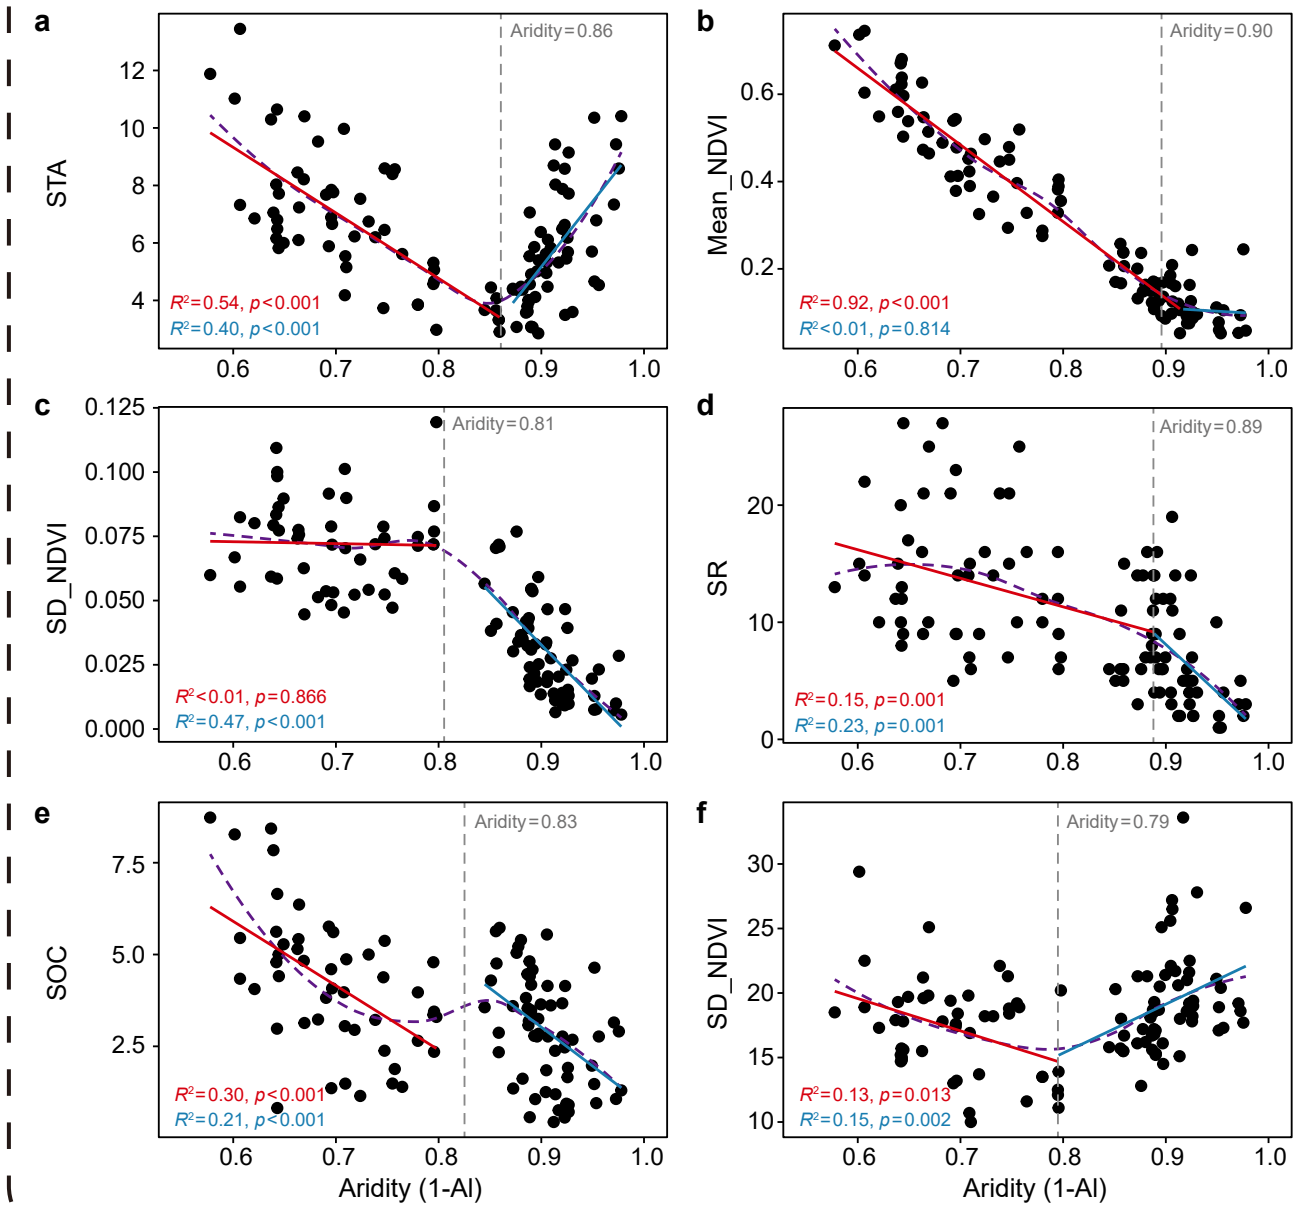 a
Aridity=0.86
STA
12
10
8
6
4
R²=0.54, p<0.001
R²=0.40, p<0.001
0.6 0.7 0.8 0.9 1.0
b
Aridity=0.90
Mean_NDVI
0.6
0.4
0.2
R²=0.92, p<0.001
R²<0.01, p=0.814
0.6 0.7 0.8 0.9 1.0
c
Aridity=0.81
SD_NDVI
0.125
0.100
0.075
0.050
0.025
0.000
R²<0.01, p=0.866
R²=0.47, p<0.001
0.6 0.7 0.8 0.9 1.0
d
Aridity=0.89
SR
20
10
0
R²=0.15, p=0.001
R²=0.23, p=0.001
0.6 0.7 0.8 0.9 1.0
e
Aridity=0.83
SOC
7.5
5.0
2.5
R²=0.30, p<0.001
R²=0.21, p<0.001
0.6 0.7 0.8 0.9 1.0
Aridity (1-AI)
f
Aridity=0.79
SD_NDVI
30
25
20
15
10
R²=0.13, p=0.013
R²=0.15, p=0.002
0.6 0.7 0.8 0.9 1.0
Aridity (1-AI)